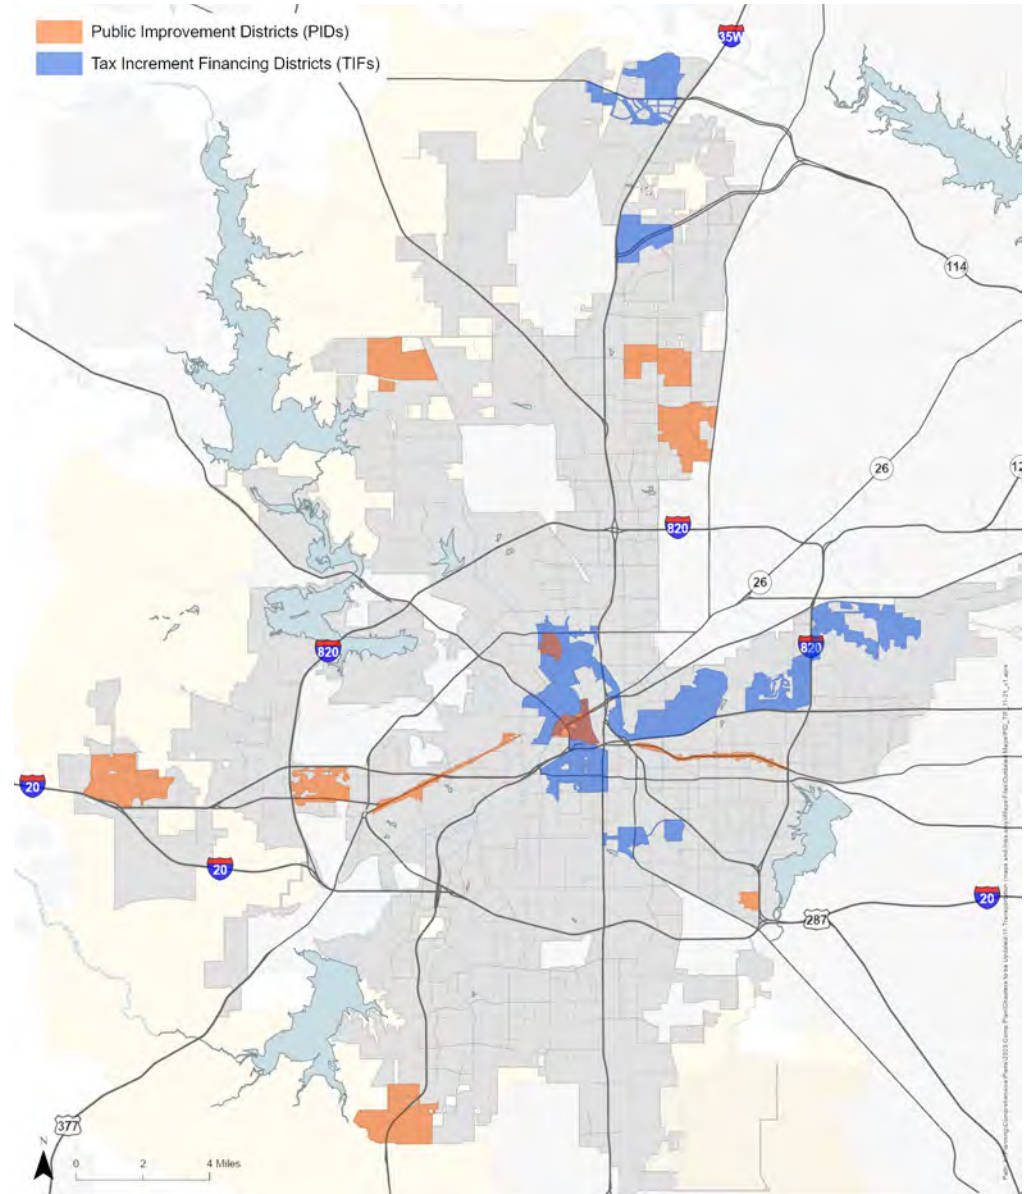 Public Improvement Districts (PIDs)
Tax Increment Financing Districts (TIFs)
35W
114
26
12
820
26
820
820
20
20
20
287
377
N
0 2 4 Miles